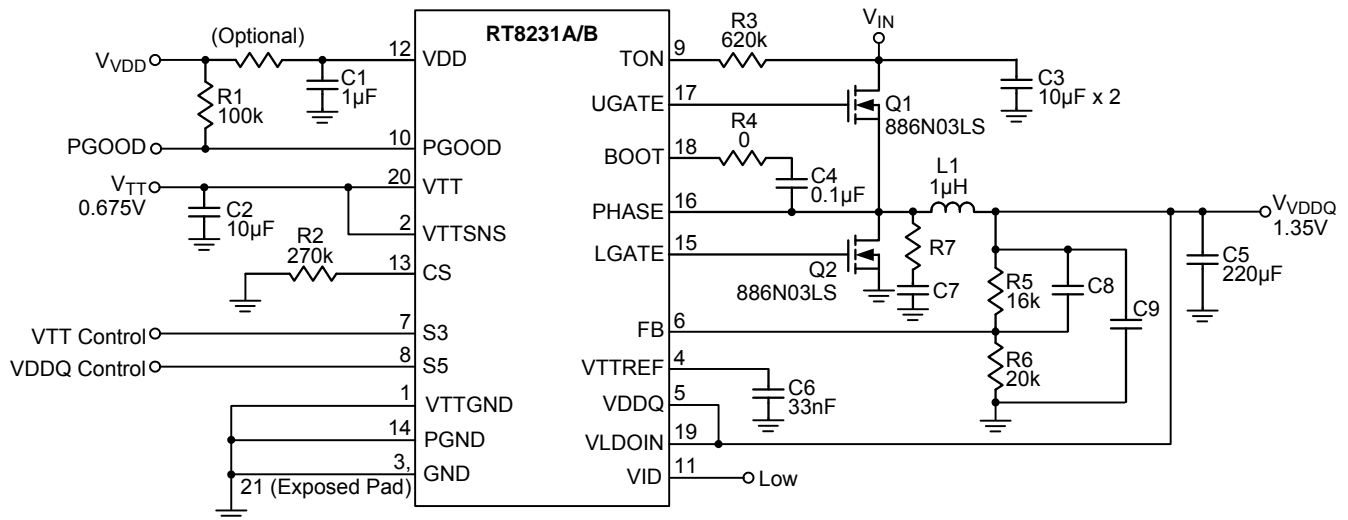 RT8231A/B
(Optional)
V_VDD
12
VDD
C1
1µF
R1
100k
PGOOD
10
PGOOD
V_TT
0.675V
20
VTT
C2
10µF
2
VTTSNS
R2
270k
13
CS
VTT Control
7
S3
VDDQ Control
8
S5
1
VTTGND
14
PGND
3,
21 (Exposed Pad)
GND
TON
9
R3
620k
V_IN
C3
10µF x 2
UGATE
17
Q1
886N03LS
BOOT
18
R4
0
C4
0.1µF
PHASE
16
L1
1µH
V_VDDQ
1.35V
LGATE
15
Q2
886N03LS
R7
C7
R5
16k
C8
C9
C5
220µF
FB
6
R6
20k
VTTREF
4
C6
33nF
VDDQ
5
VLDOIN
19
VID
11
Low